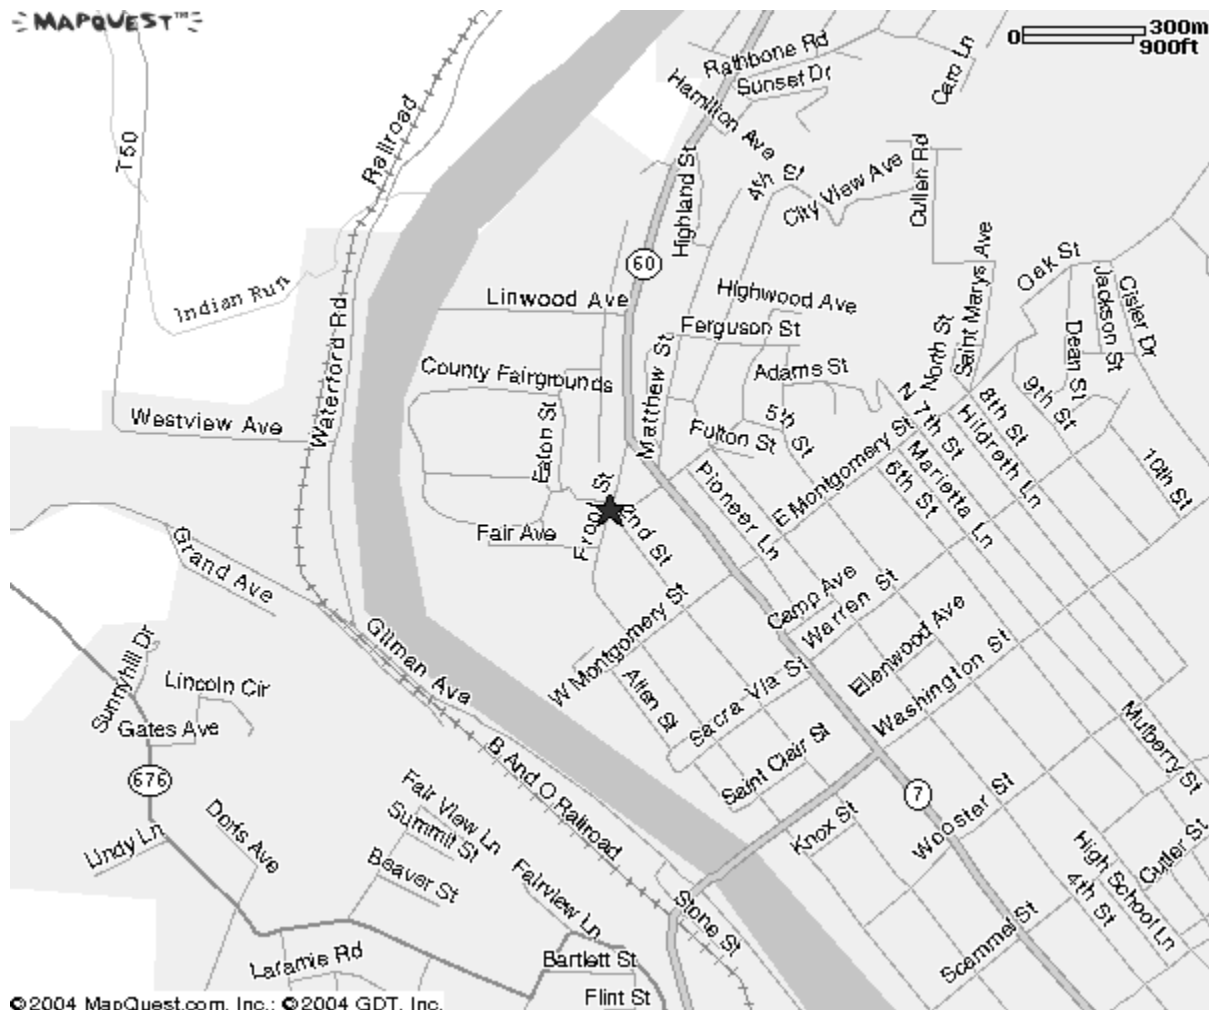 MAPQUEST™
0 300m
900ft
Rathbone Rd
Sunset Dr
Caro Ln
Hamilton Ave
Railroad
T50
4th St
City View Ave
Cullen Rd
Highland St
60
Saint Marys Ave
Oak St
Indian Run
Linwood Ave
Highwood Ave
Jackson St
Cisler Dr
Waterford Rd
Ferguson St
North St
Dean St
County Fairgrounds
Matthew St
Adams St
9th St
8th St
N 7th St
Hildreth Ln
Westview Ave
Eaton St
Fulton St
5th St
E Montgomery St
Marietta Ln
6th St
10th St
Pioneer Ln
Front St
2nd St
Fair Ave
Grand Ave
Camp Ave
Warren St
W Montgomery St
Ellenwood Ave
Washington St
Gilman Ave
Sunnyhill Dr
Lincoln Cir
Allen St
Sacra Via St
Gates Ave
Mulberry St
Saint Clair St
B And O Railroad
676
7
Fair View Ln
Summit St
Knox St
Wooster St
Dorfs Ave
Lindy Ln
Beaver St
Fairview Ln
High School Ln
Cutler St
4th St
Stone St
Scammel St
Laramie Rd
Bartlett St
Flint St
©2004 MapQuest.com, Inc.; ©2004 GDT, Inc.